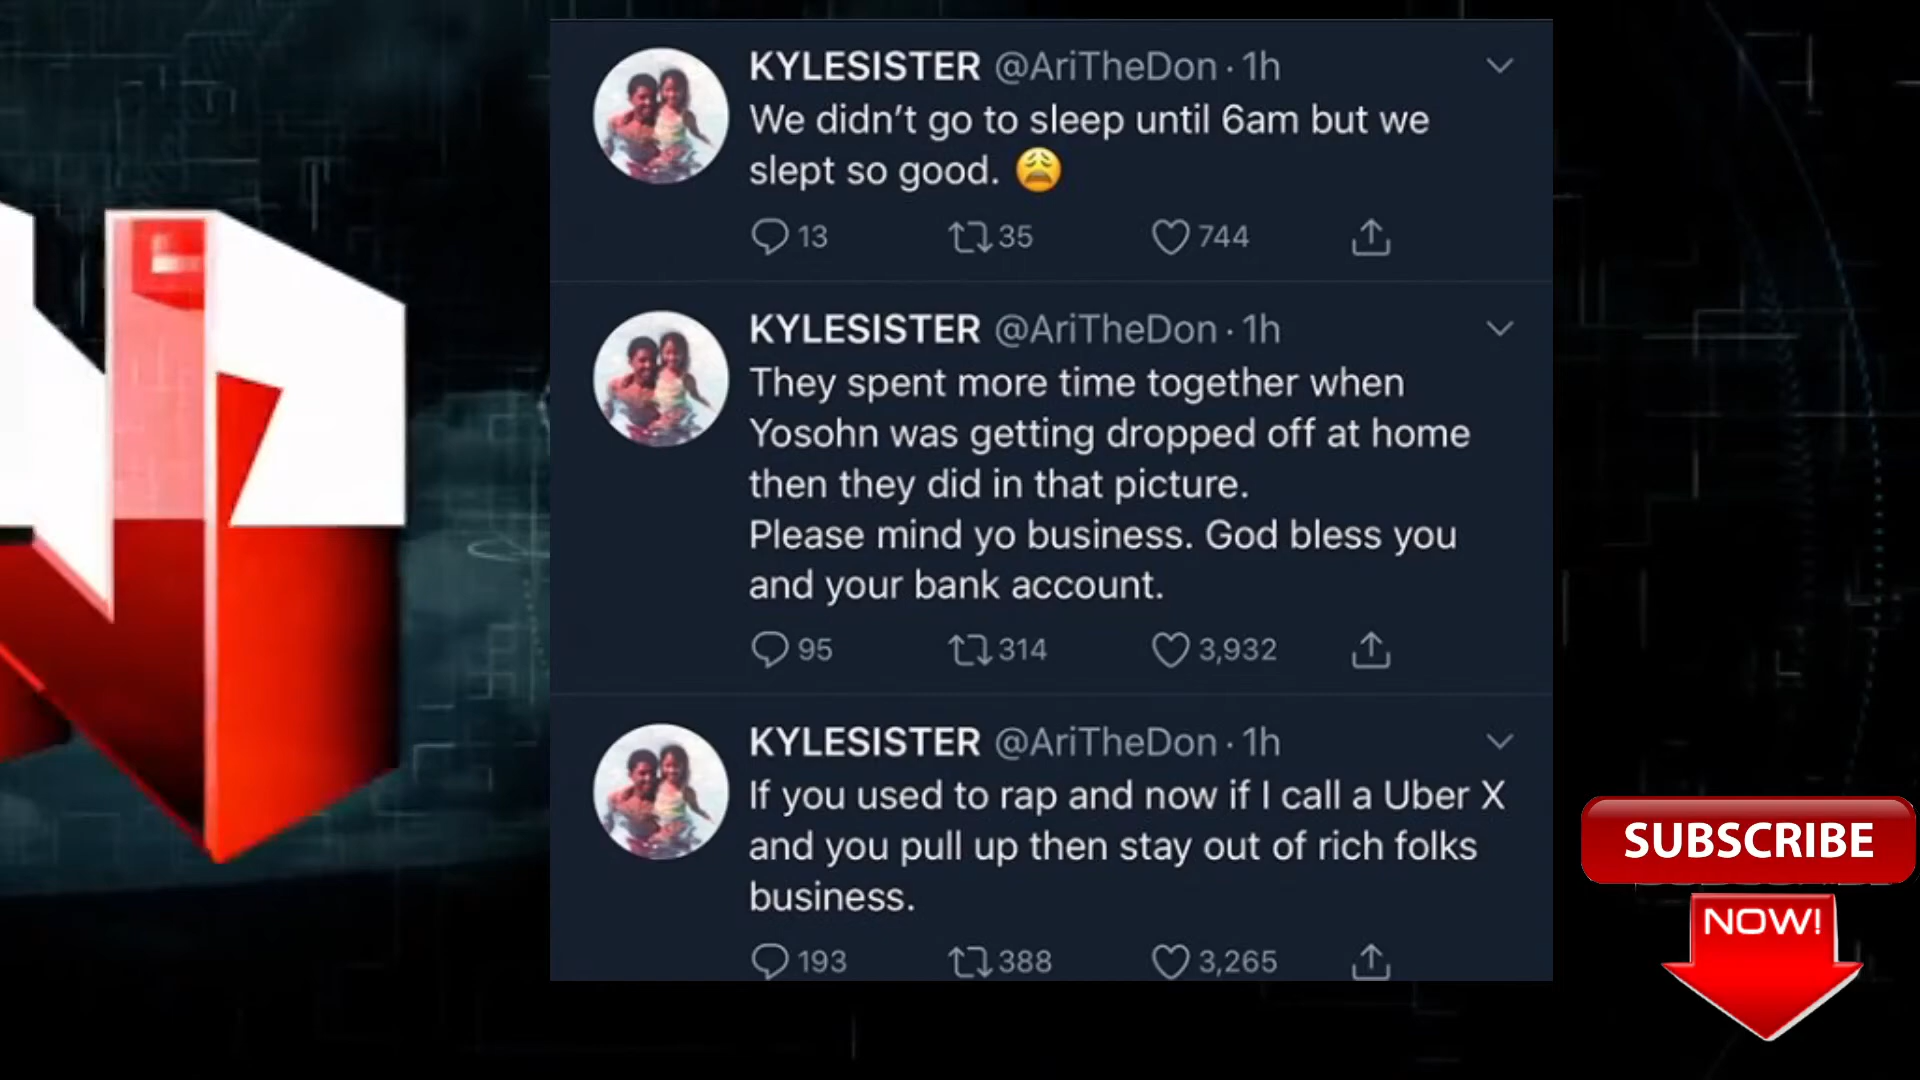 KYLESISTER @AriTheDon · 1h
We didn't go to sleep until 6am but we
slept so good. 😩
13 35 744
KYLESISTER @AriTheDon · 1h
They spent more time together when
Yosohn was getting dropped off at home
then they did in that picture.
Please mind yo business. God bless you
and your bank account.
95 314 3,932
KYLESISTER @AriTheDon · 1h
If you used to rap and now if I call a Uber X
and you pull up then stay out of rich folks
business.
193 388 3,265
SUBSCRIBE
NOW!